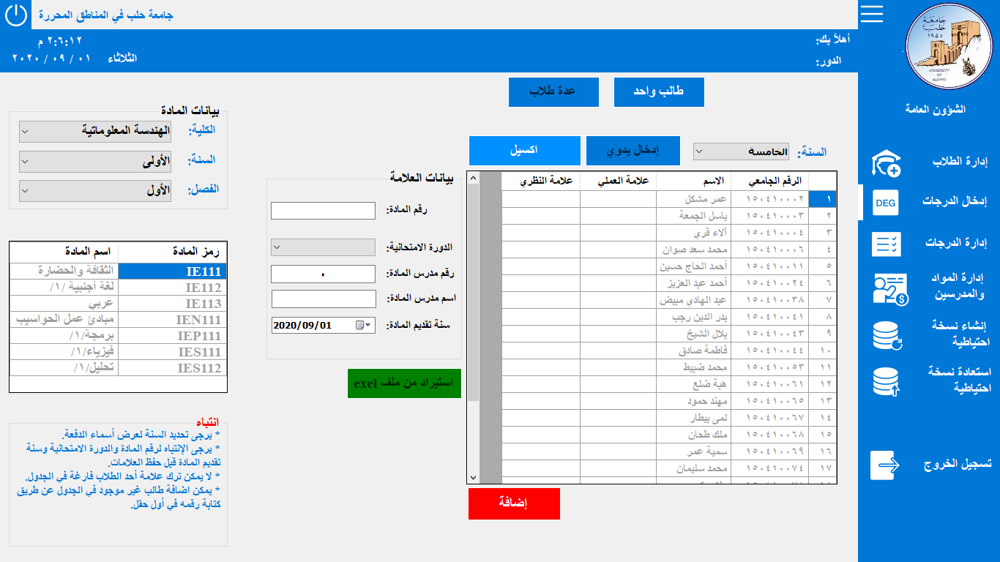 جامعة حلب في المناطق المحررة
٢:٦:١٢ م
الثلاثاء ٠١ / ٠٩ / ٢٠٢٠
أهلاً بك:
الدور:
جامعة حلب
١٩٥٨
UNIVERSITY
OF
ALEPPO
الشؤون العامة
إدارة الطلاب
إدخال الدرجات
DEG
إدارة الدرجات
إدارة المواد
والمدرسين
إنشاء نسخة
احتياطية
استعادة نسخة
احتياطية
تسجيل الخروج
طالب واحد
عدة طلاب
السنة: الخامسة
إدخال يدوي
اكسيل
الرقم الجامعي الاسم علامة العملي علامة النظري
١ ١٥٠٤١٠٠٠٢ عمر مشكل
٢ ١٥٠٤١٠٠٠٣ باسل الجمعة
٣ ١٥٠٤١٠٠٠٤ آلاء قري
٤ ١٥٠٤١٠٠٠٦ محمد سعد صوان
٥ ١٥٠٤١٠٠١١ أحمد الحاج حسين
٦ ١٥٠٤١٠٠٢٤ أحمد عبد العزيز
٧ ١٥٠٤١٠٠٣٨ عبد الهادي مبيض
٨ ١٥٠٤١٠٠٤١ بدر الدين رجب
٩ ١٥٠٤١٠٠٤٣ بلال الشيخ
١٠ ١٥٠٤١٠٠٤٤ فاطمة صادق
١١ ١٥٠٤١٠٠٥٣ محمد ضبيط
١٢ ١٥٠٤١٠٠٦١ هبة ضلع
١٣ ١٥٠٤١٠٠٦٥ مهند حمود
١٤ ١٥٠٤١٠٠٦٧ لمى بيطار
١٥ ١٥٠٤١٠٠٦٨ ملك طحان
١٦ ١٥٠٤١٠٠٦٩ سمية عمر
١٧ ١٥٠٤١٠٠٧٤ محمد سليمان
إضافة
بيانات العلامة
رقم المادة:
الدورة الامتحانية:
رقم مدرس المادة: ٠
اسم مدرس المادة:
سنة تقديم المادة: 2020/09/01
استيراد من ملف exel
بيانات المادة
الكلية: الهندسة المعلوماتية
السنة: الأولى
الفصل: الأول
رمز المادة اسم المادة
IE111 الثقافة والحضارة
IE112 لغة أجنبية /١/
IE113 عربي
IEN111 مبادئ عمل الحواسيب
IEP111 برمجة/١/
IES111 فيزياء/١/
IES112 تحليل/١/
انتباه
* يرجى تحديد السنة لعرض أسماء الدفعة.
* يرجى الإنتباه لرقم المادة والدورة الامتحانية وسنة
تقديم المادة قبل حفظ العلامات.
* لا يمكن ترك علامة أحد الطلاب فارغة في الجدول.
* يمكن اضافة طالب غير موجود في الجدول عن طريق
كتابة رقمه في أول حقل.